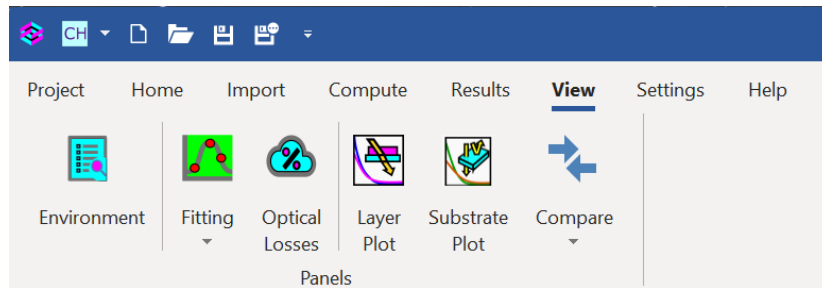 CH
Project Home Import Compute Results View Settings Help
Environment Fitting Optical Losses Layer Plot Substrate Plot Compare
Panels